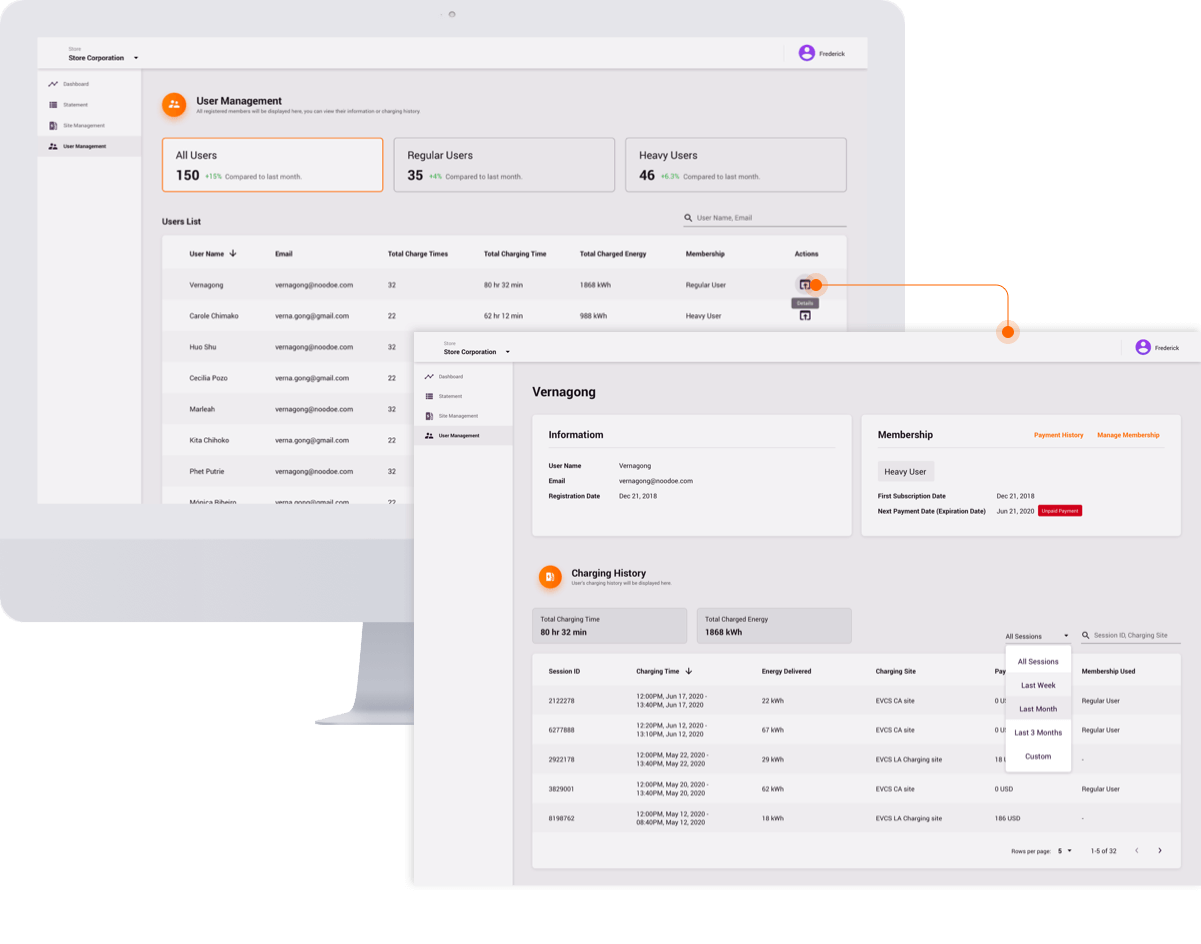 Store
Store Corporation
Frederick
Dashboard
Statement
Site Management
User Management
User Management
All registered members will be displayed here, you can view their information or charging history.
All Users
150 +15% Compared to last month.
Regular Users
35 +4% Compared to last month.
Heavy Users
46 +6.3% Compared to last month.
Users List
User Name, Email
User Name Email Total Charge Times Total Charging Time Total Charged Energy Membership Actions
Vernagong vernagong@noodoe.com 32 80 hr 32 min 1868 kWh Regular User
Details
Carole Chimako verna.gong@gmail.com 22 62 hr 12 min 988 kWh Heavy User
Huo Shu vernagong@noodoe.com 32
Cecilia Pozo verna.gong@gmail.com 22
Marleah vernagong@noodoe.com 32
Kita Chihoko verna.gong@gmail.com 22
Phet Putrie vernagong@noodoe.com 32
Mónica Ribeiro verna.gong@gmail.com 22
Store
Store Corporation
Frederick
Dashboard
Statement
Site Management
User Management
Vernagong
Informatiom
User Name Vernagong
Email vernagong@noodoe.com
Registration Date Dec 21, 2018
Membership Payment History Manage Membership
Heavy User
First Subscription Date Dec 21, 2018
Next Payment Date (Expiration Date) Jun 21, 2020 Unpaid Payment
Charging History
User's charging history will be displayed here.
Total Charging Time
80 hr 32 min
Total Charged Energy
1868 kWh
All Sessions
Session ID, Charging Site
All Sessions
Last Week
Last Month
Last 3 Months
Custom
Session ID Charging Time Energy Delivered Charging Site Pay Membership Used
2122278 12:00PM, Jun 17, 2020 -
13:40PM, Jun 17, 2020 22 kWh EVCS CA site 0 U Regular User
6277888 12:20PM, Jun 12, 2020 -
13:10PM, Jun 12, 2020 67 kWh EVCS CA site 0 U Regular User
2922178 12:00PM, May 22, 2020 -
13:40PM, May 22, 2020 29 kWh EVCS LA Charging site 18 -
3829001 12:00PM, May 20, 2020 -
13:40PM, May 20, 2020 62 kWh EVCS CA site 0 USD Regular User
8198762 12:00PM, May 12, 2020 -
08:40PM, May 12, 2020 18 kWh EVCS LA Charging site 186 USD -
Rows per page: 5 1-5 of 32